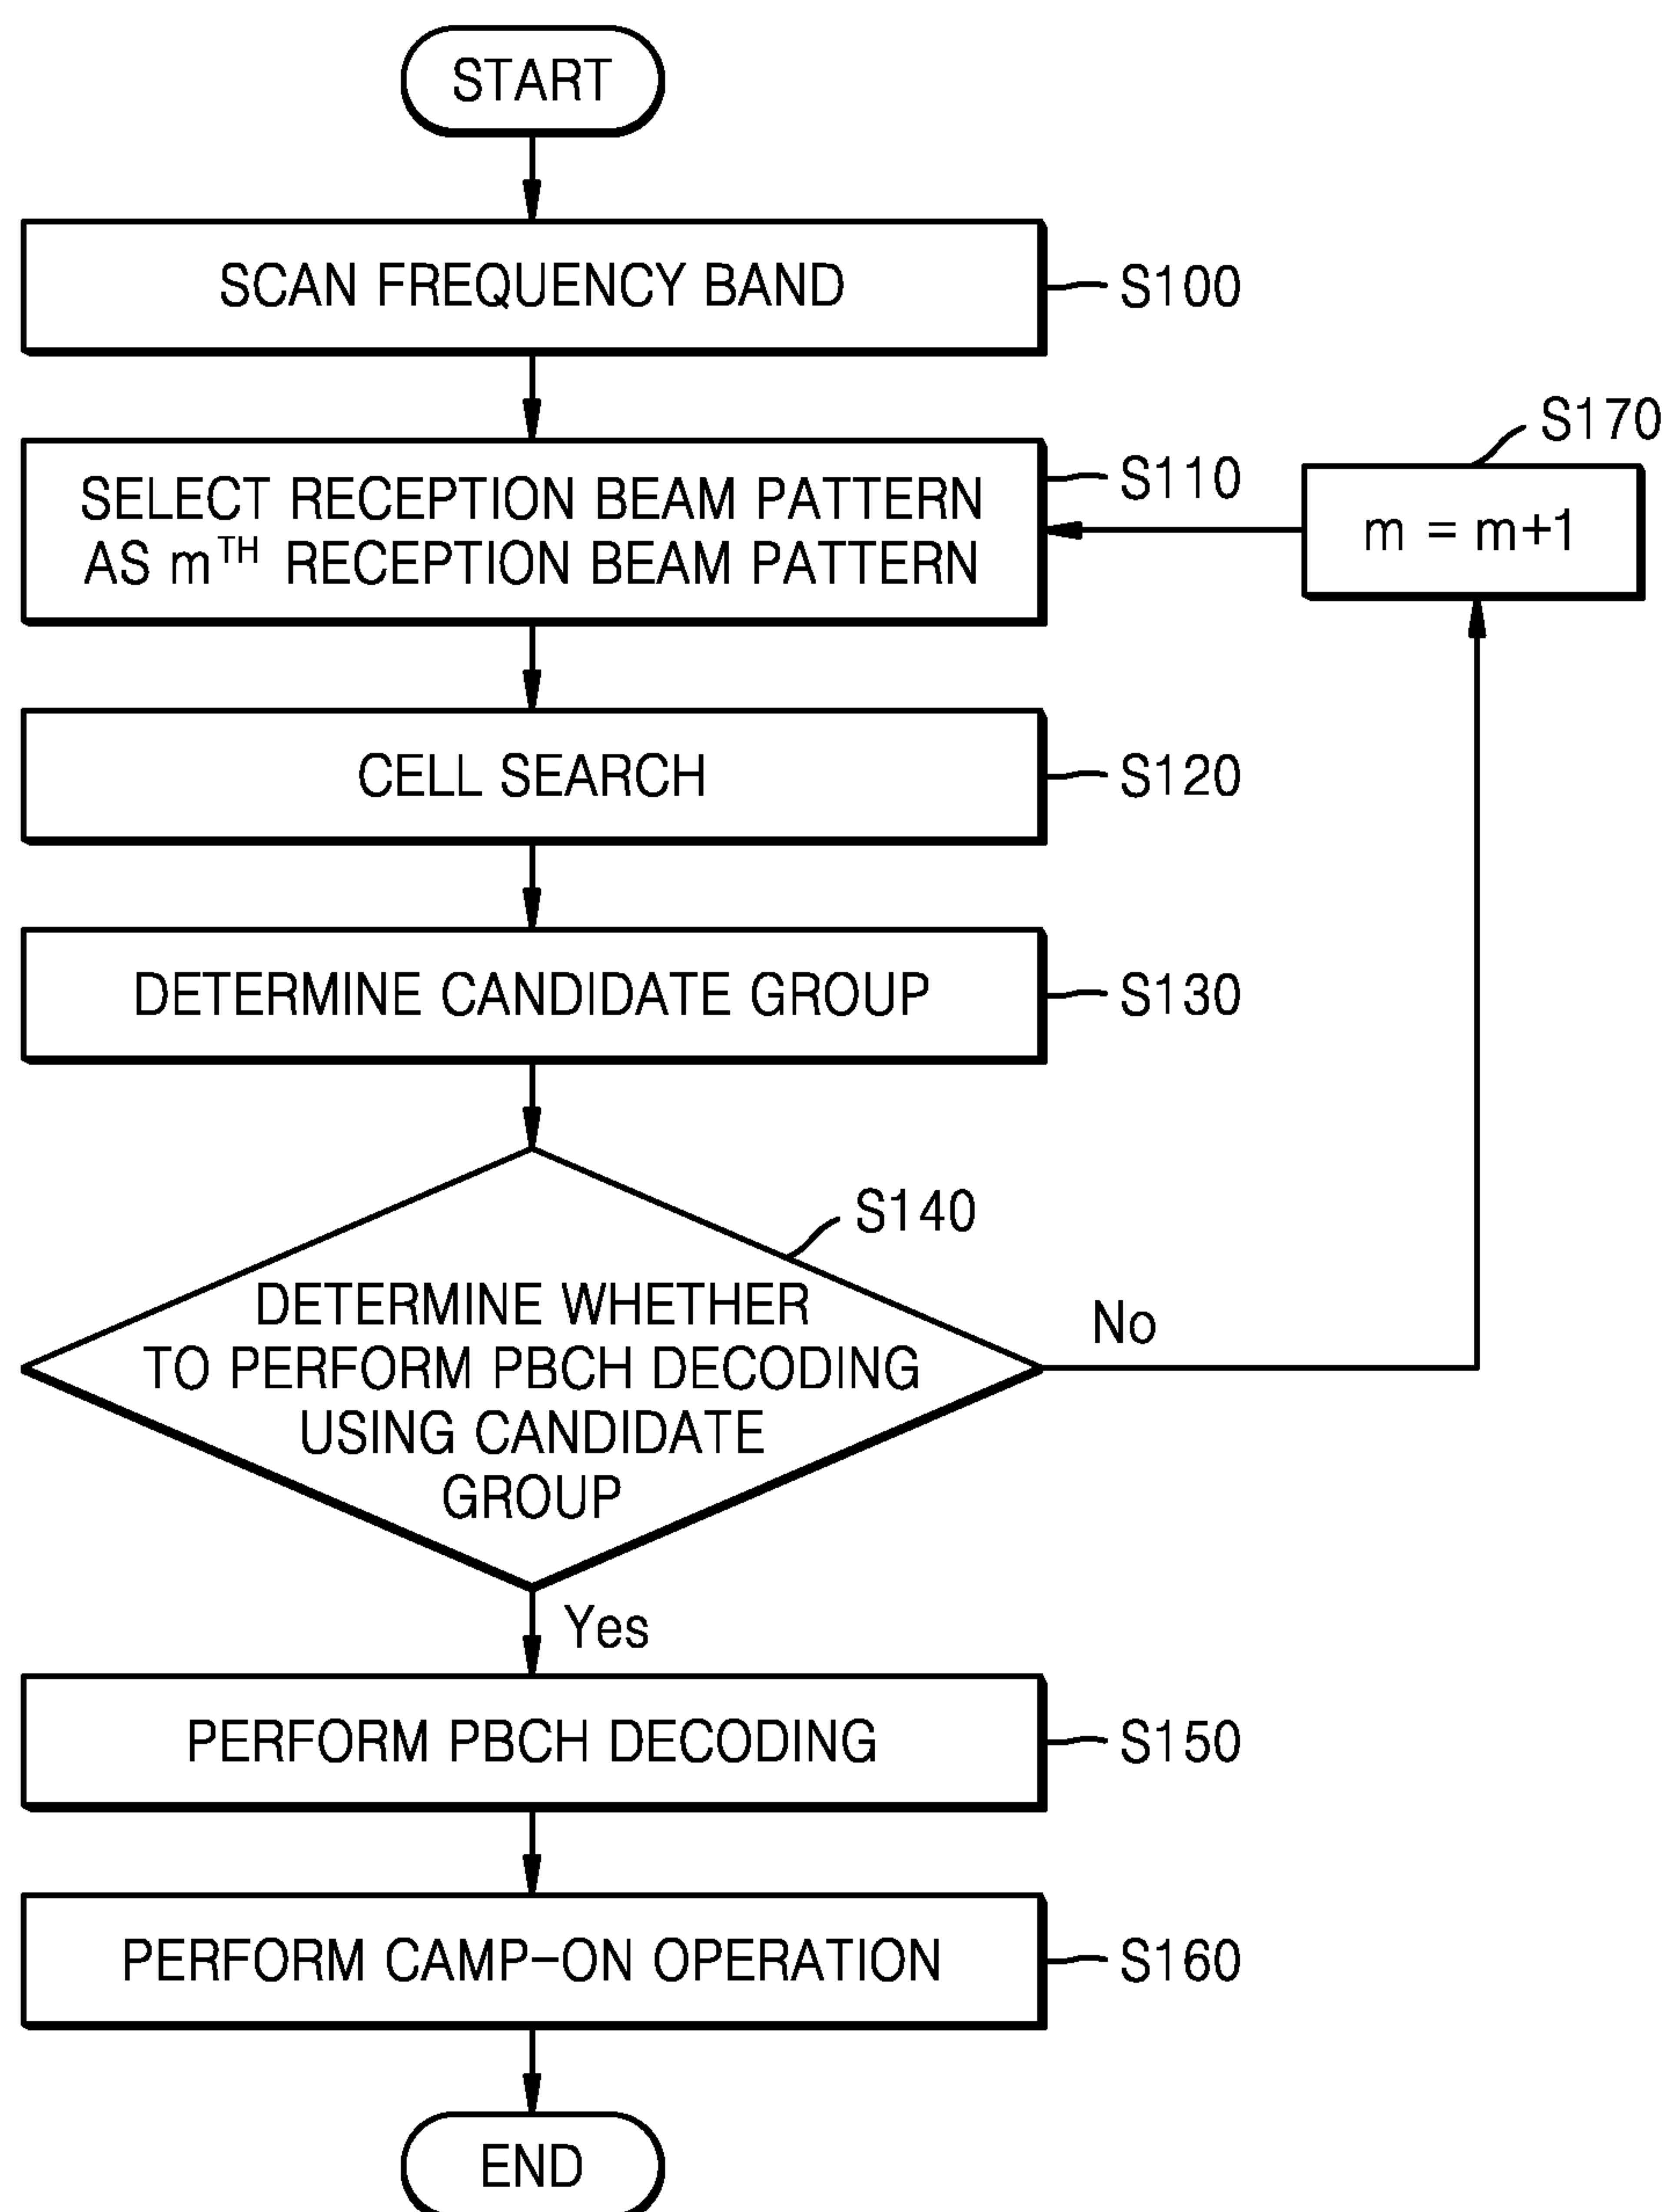 START
SCAN FREQUENCY BAND
S100
SELECT RECEPTION BEAM PATTERN
AS mTH RECEPTION BEAM PATTERN
S110
S170
m = m+1
CELL SEARCH
S120
DETERMINE CANDIDATE GROUP
S130
S140
DETERMINE WHETHER
TO PERFORM PBCH DECODING
USING CANDIDATE
GROUP
No
Yes
PERFORM PBCH DECODING
S150
PERFORM CAMP-ON OPERATION
S160
END